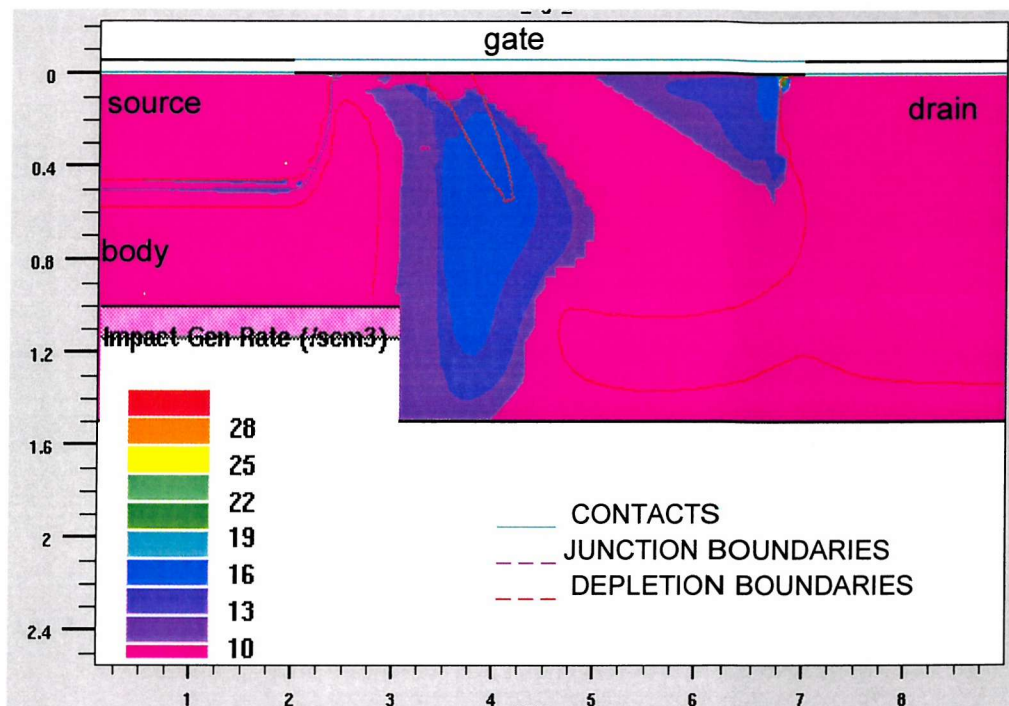 gate
0
source
drain
0.4
body
0.8
Impact Gen Rate (/scm3)
1.2
28
1.6
25
22
CONTACTS
2
19
JUNCTION BOUNDARIES
16
DEPLETION BOUNDARIES
13
2.4
10
1 2 3 4 5 6 7 8